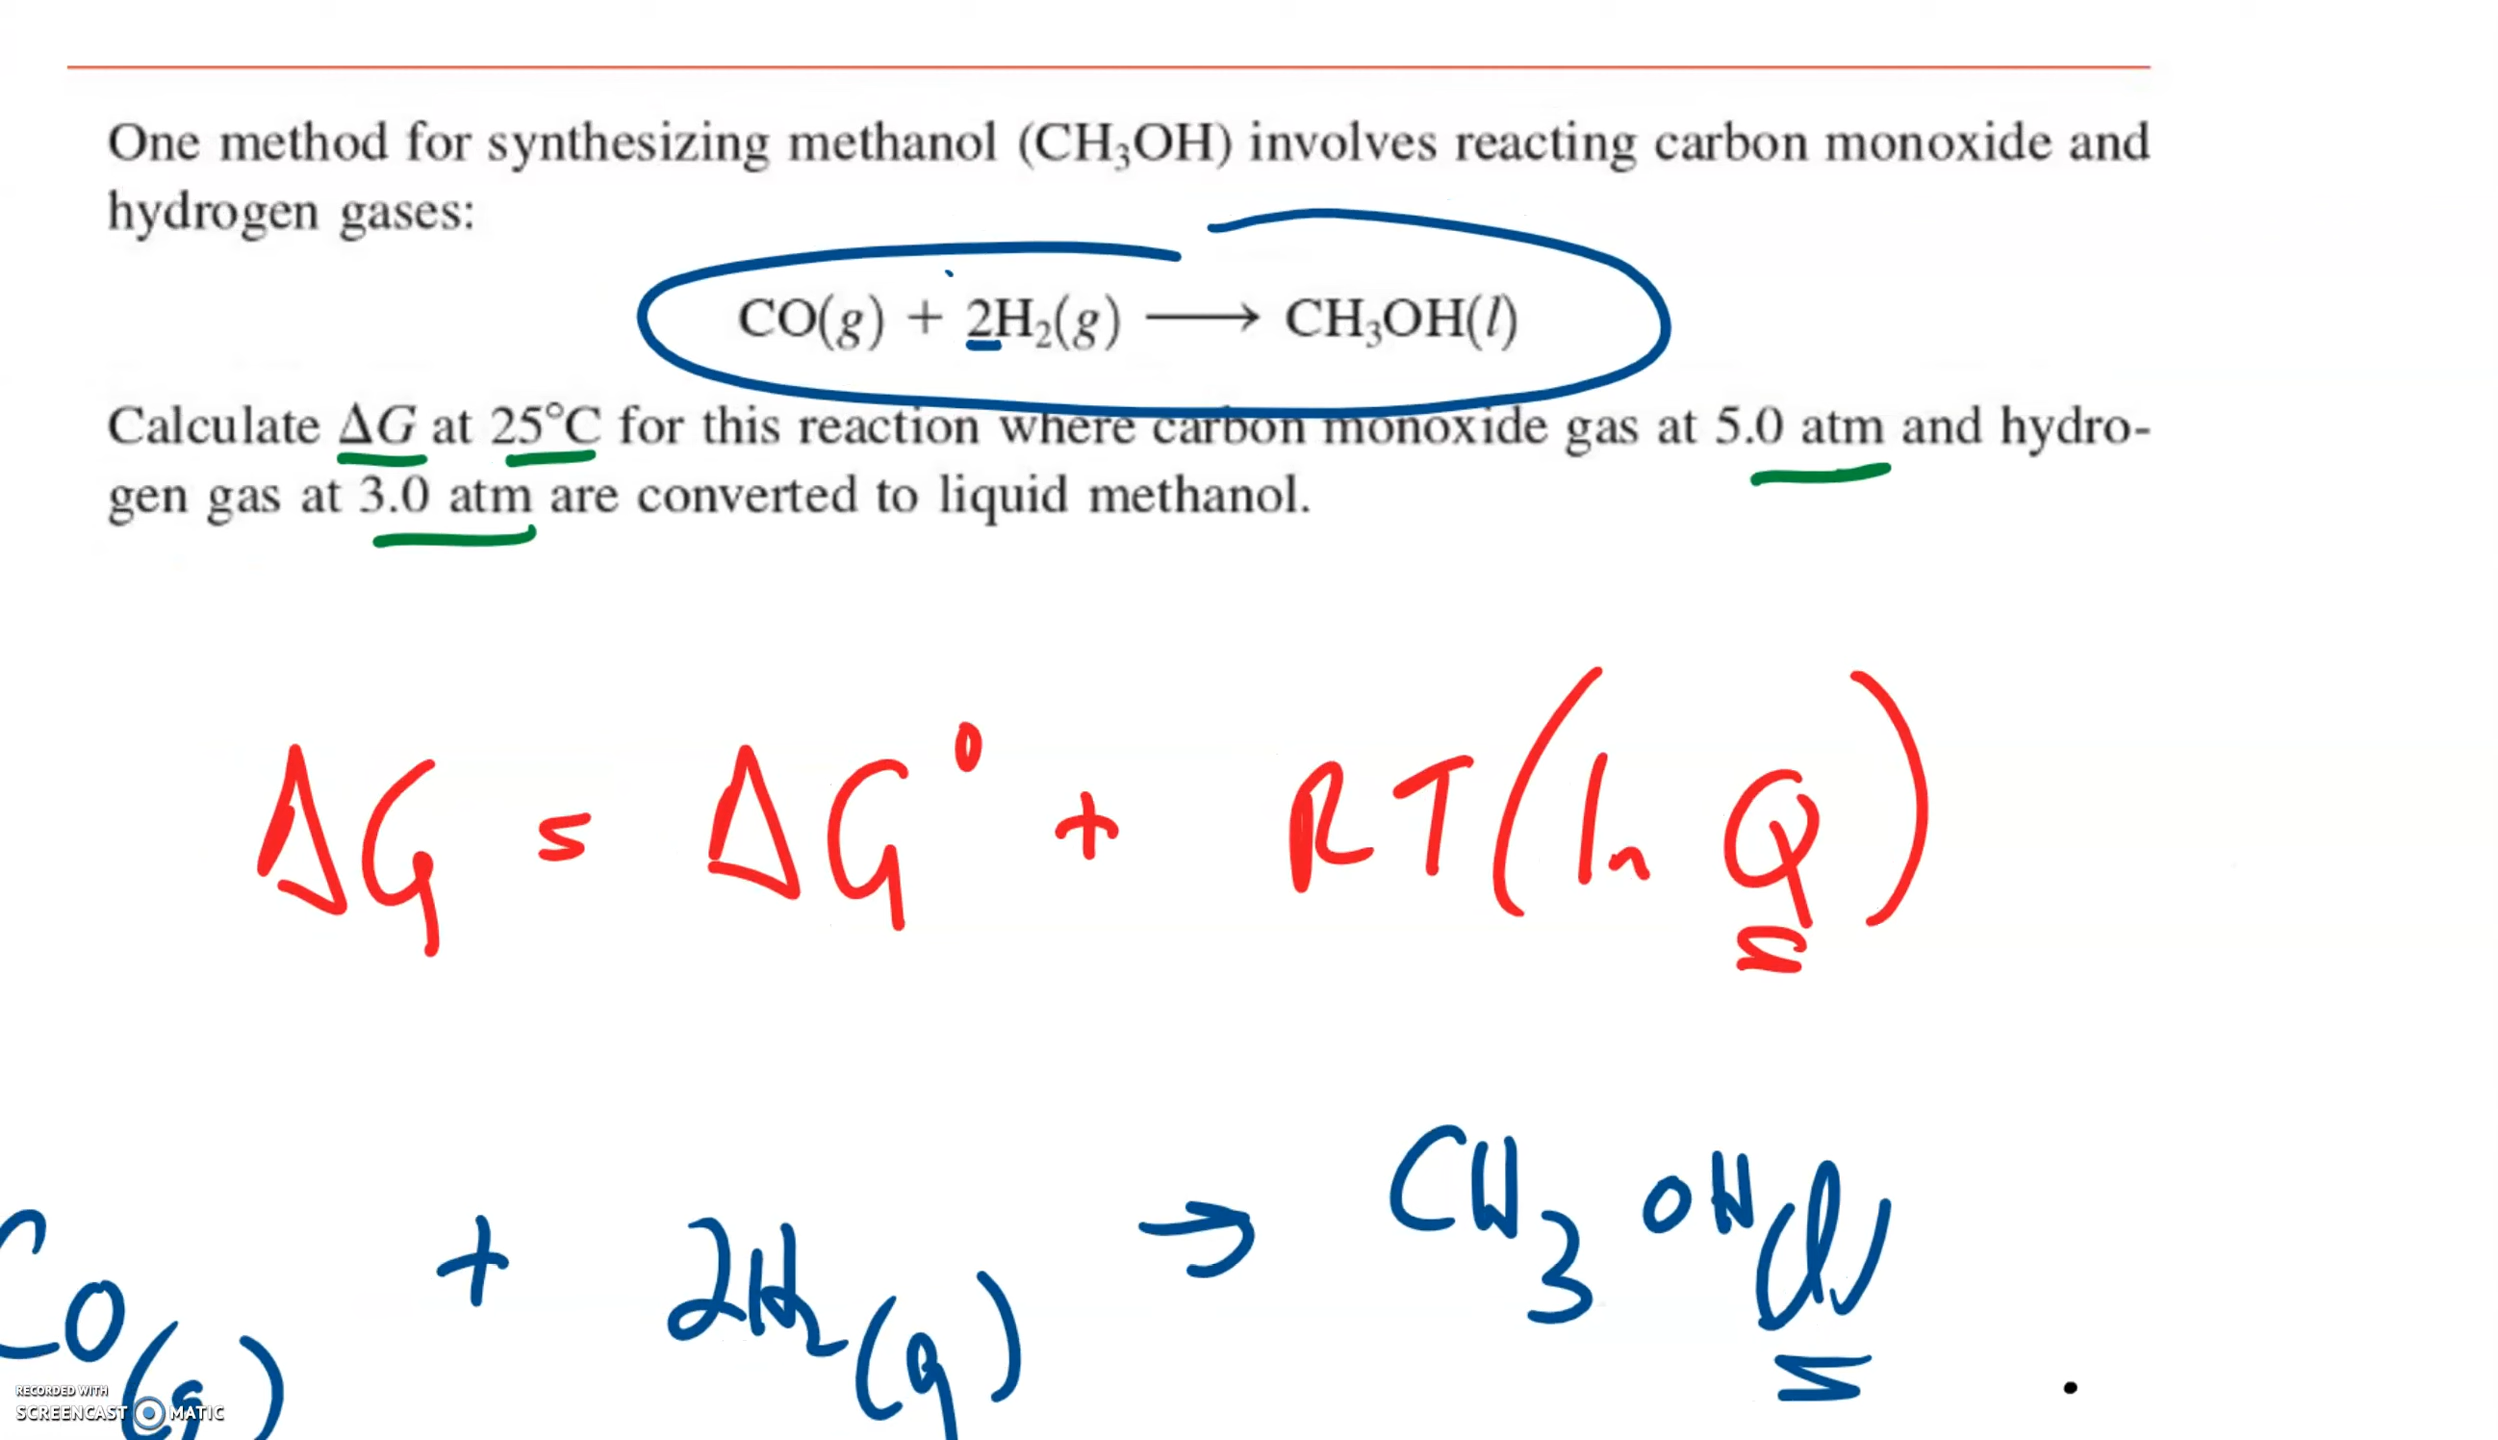 One method for synthesizing methanol (CH₃OH) involves reacting carbon monoxide and
hydrogen gases:
CO(g) + 2H₂(g) ⟶ CH₃OH(l)
Calculate ΔG at 25°C for this reaction where carbon monoxide gas at 5.0 atm and hydro-
gen gas at 3.0 atm are converted to liquid methanol.
ΔG = ΔG° + RT(ln Q)
CO(g) + 2H₂(g) → CH₃OH(l)
RECORDED WITH
SCREENCAST MATIC